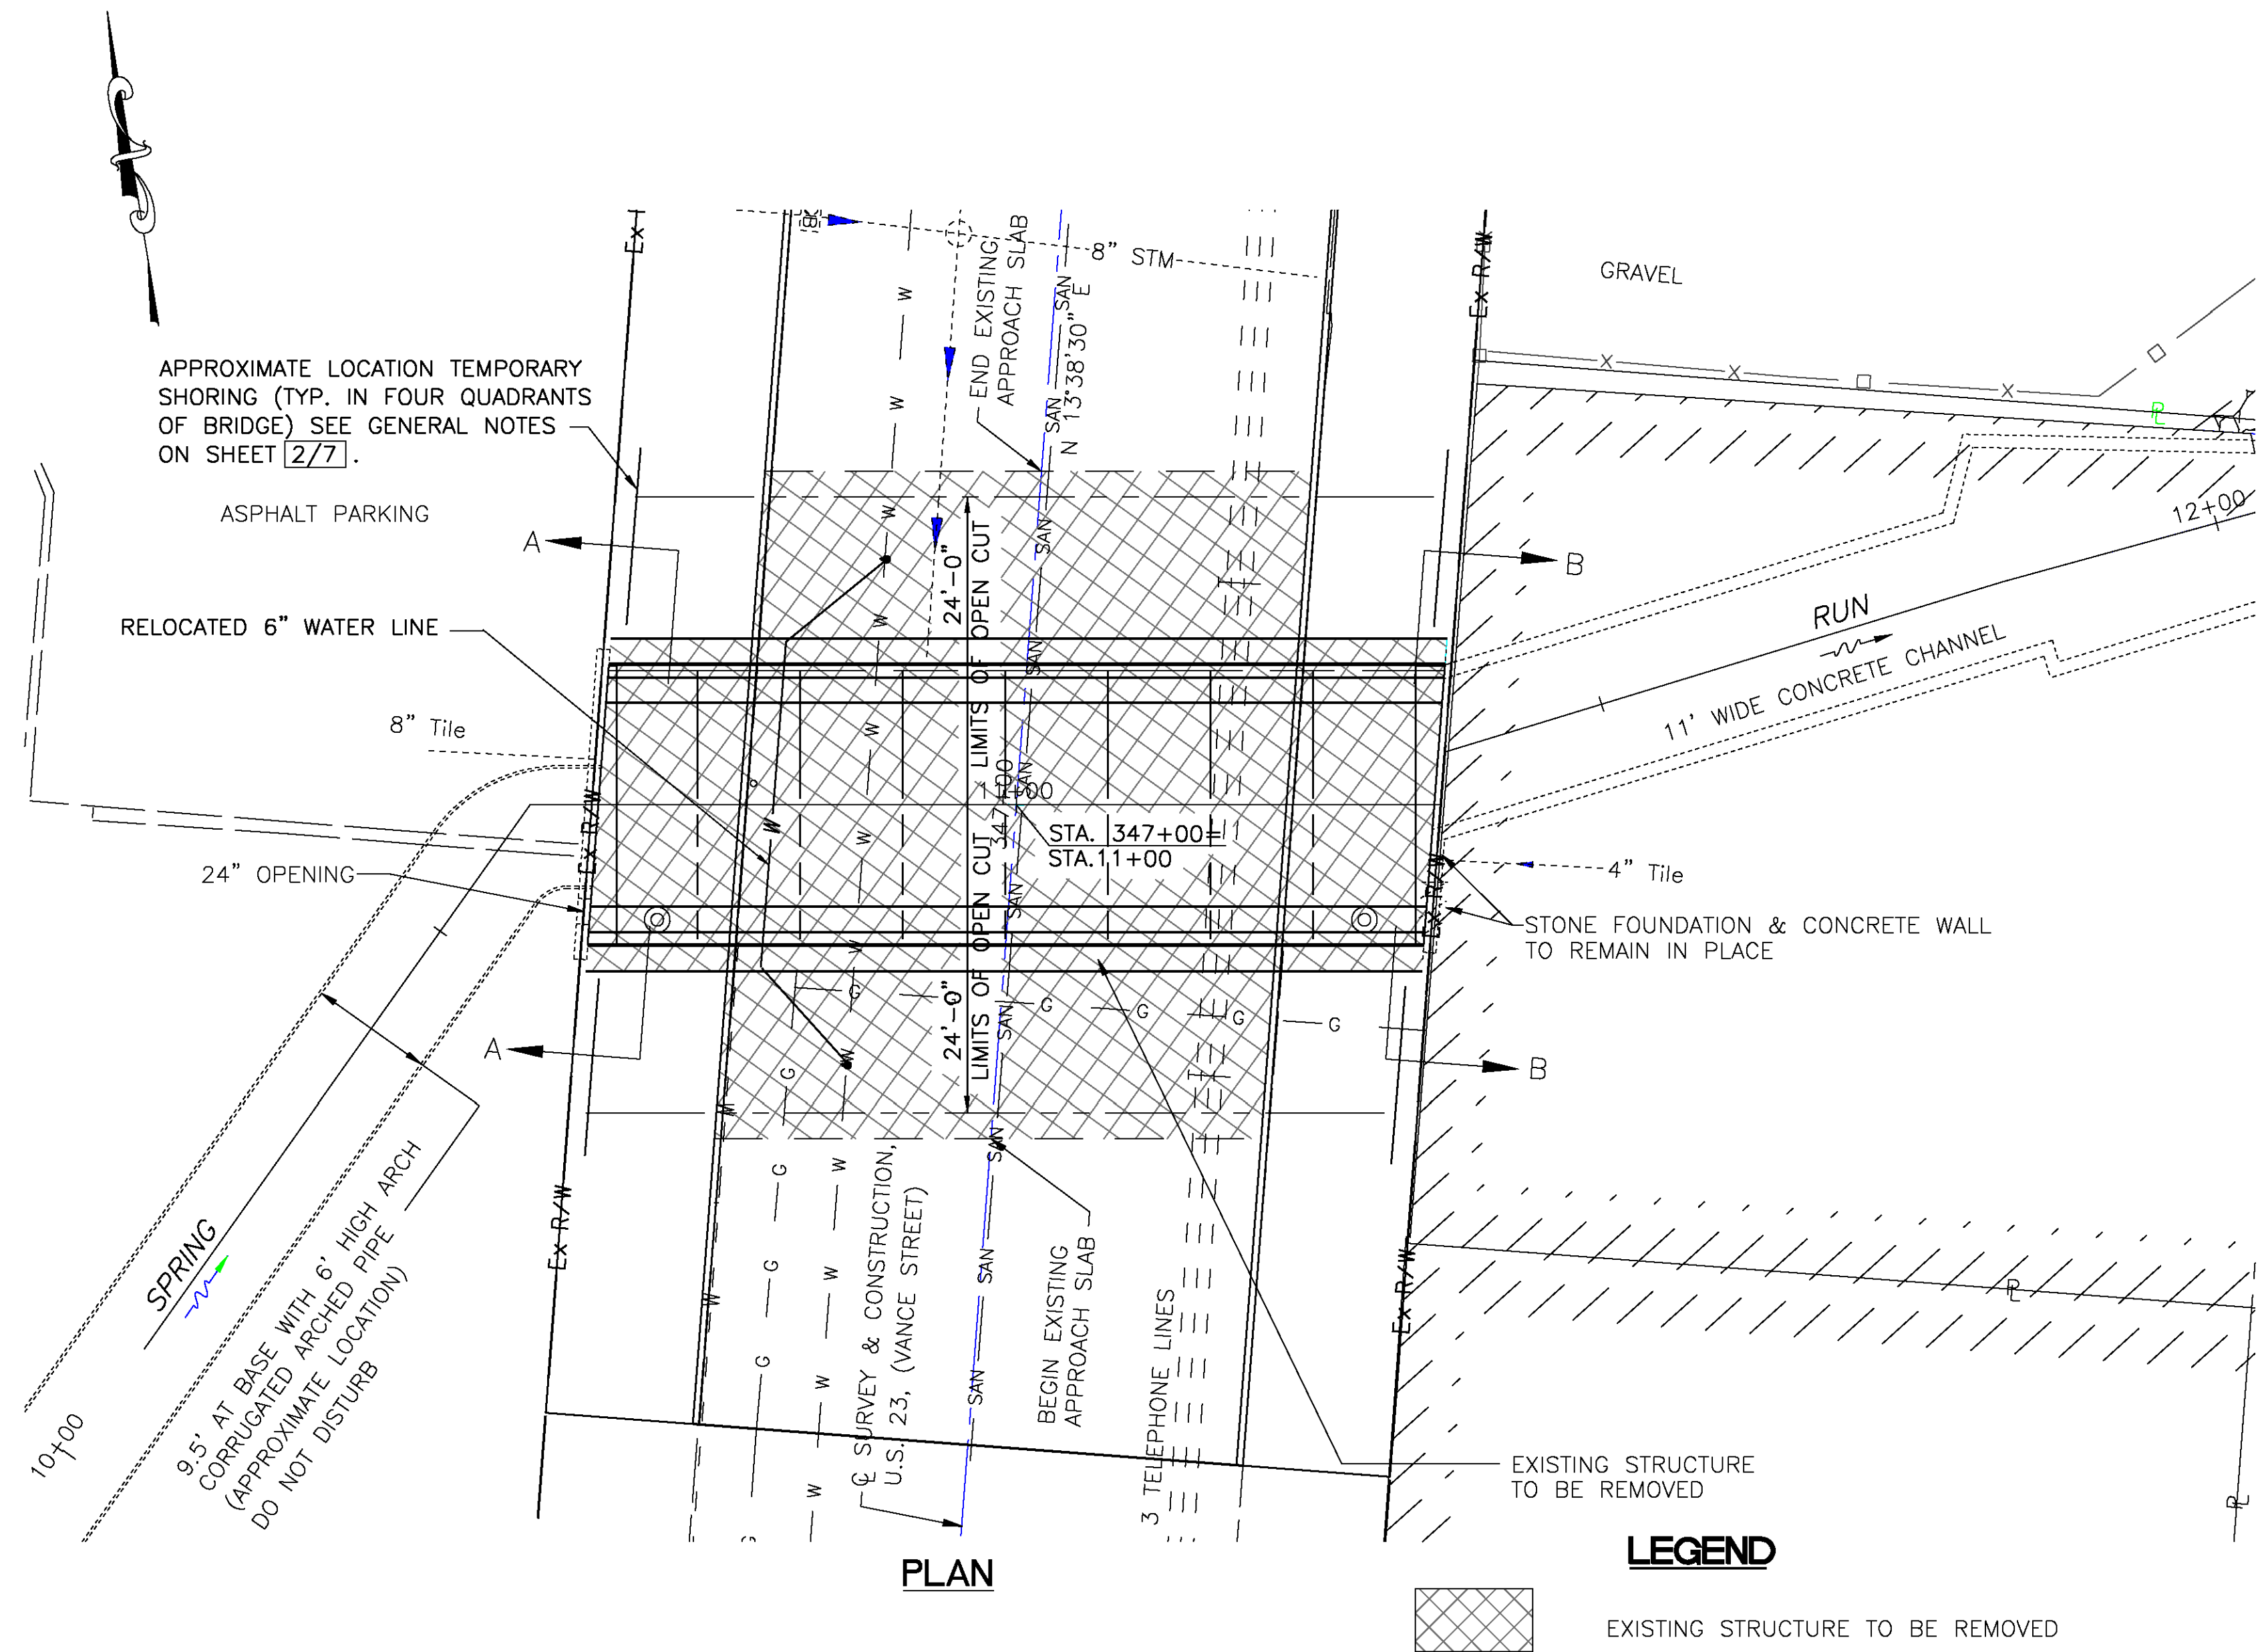 APPROXIMATE LOCATION TEMPORARY
SHORING (TYP. IN FOUR QUADRANTS
OF BRIDGE) SEE GENERAL NOTES
ON SHEET 2/7 .
ASPHALT PARKING
RELOCATED 6" WATER LINE
8" Tile
24" OPENING
A
A
B
B
Ex
Ex R/W
Ex R/W
Ex R/W
Ex R/W
Ex R/W
8" STM
END EXISTING
APPROACH SLAB
N 13°38'30" E
GRAVEL
24'-0"
LIMITS OF OPEN CUT
24'-0"
LIMITS OF OPEN CUT
347+00
11+00
STA. 347+00=
STA.11+00
RUN
11' WIDE CONCRETE CHANNEL
12+00
4" Tile
STONE FOUNDATION & CONCRETE WALL
TO REMAIN IN PLACE
SPRING
10+00
9.5' AT BASE WITH 6' HIGH ARCH
CORRUGATED ARCHED PIPE
(APPROXIMATE LOCATION)
DO NOT DISTURB
℄ SURVEY & CONSTRUCTION,
U.S. 23, (VANCE STREET)
BEGIN EXISTING
APPROACH SLAB
3 TELEPHONE LINES
EXISTING STRUCTURE
TO BE REMOVED
PLAN
LEGEND
EXISTING STRUCTURE TO BE REMOVED